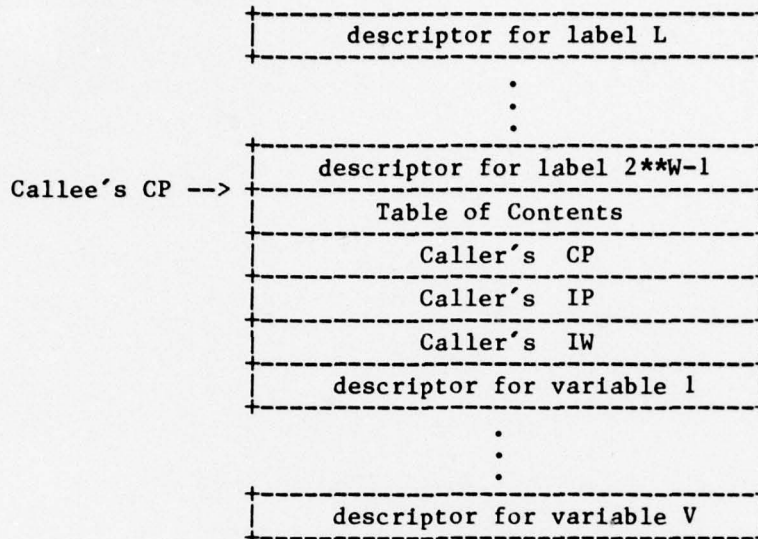 descriptor for label L
.
.
.
descriptor for label 2**W-1
Callee's CP -->
Table of Contents
Caller's CP
Caller's IP
Caller's IW
descriptor for variable 1
.
.
.
descriptor for variable V